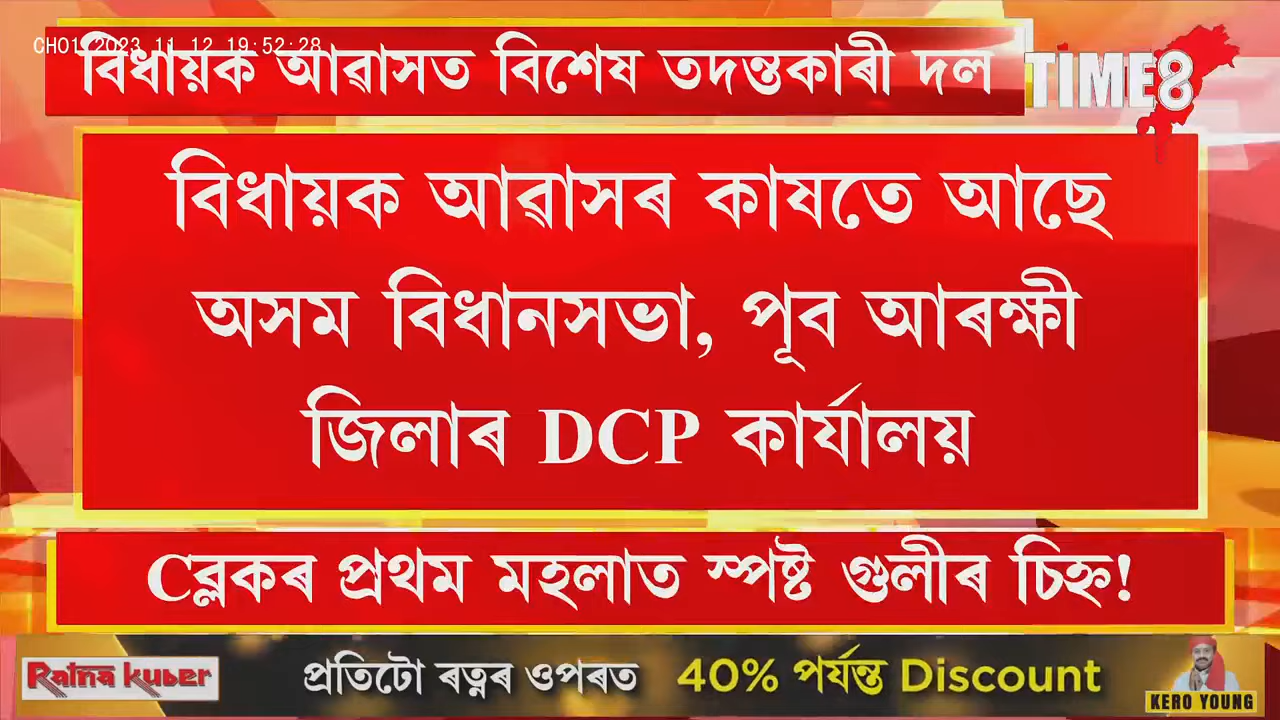 CH01 2023 11 12 19:52:28
বিধায়ক আৱাসত বিশেষ তদন্তকাৰী দল
TIME8
বিধায়ক আৱাসৰ কাষতে আছে
অসম বিধানসভা, পূব আৰক্ষী
জিলাৰ DCP কাৰ্যালয়
Cব্লকৰ প্ৰথম মহলাত স্পষ্ট গুলীৰ চিহ্ন!
Ratna kuber
প্ৰতিটো ৰত্নৰ ওপৰত 40% পৰ্যন্ত Discount
KERO YOUNG